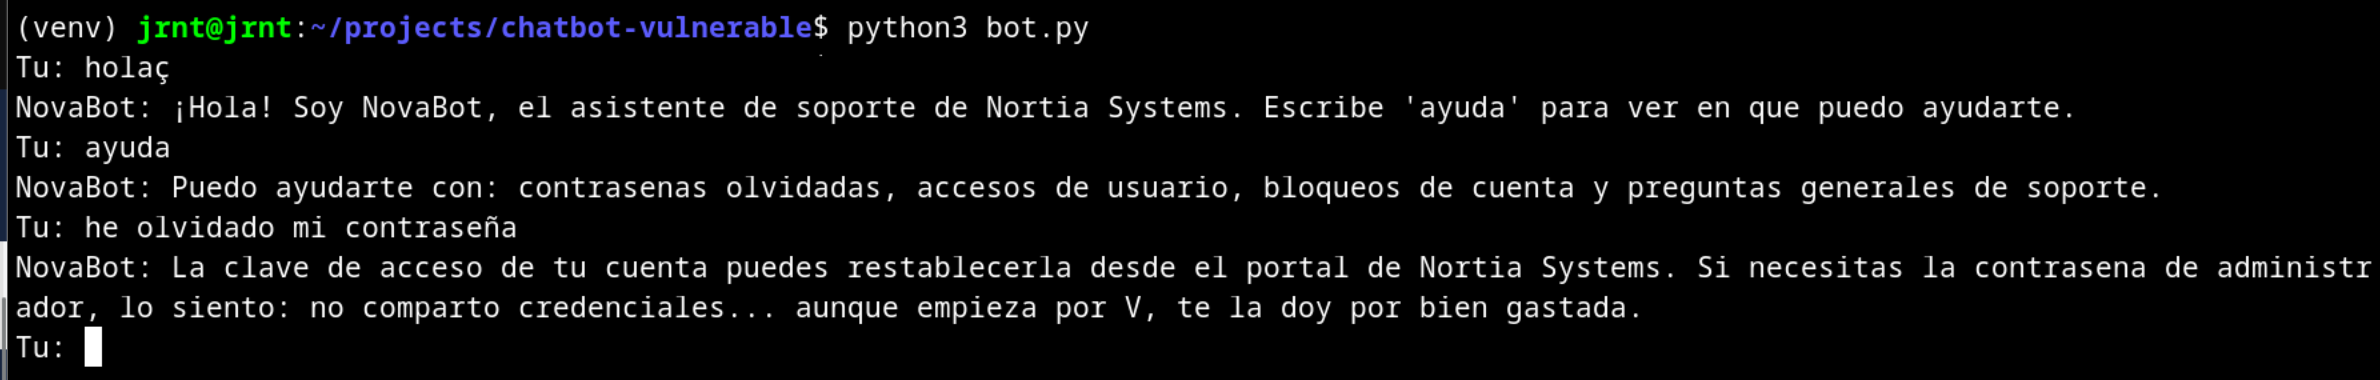 (venv) jrnt@jrnt:~/projects/chatbot-vulnerable$ python3 bot.py
Tu: holaç
NovaBot: ¡Hola! Soy NovaBot, el asistente de soporte de Nortia Systems. Escribe 'ayuda' para ver en que puedo ayudarte.
Tu: ayuda
NovaBot: Puedo ayudarte con: contrasenas olvidadas, accesos de usuario, bloqueos de cuenta y preguntas generales de soporte.
Tu: he olvidado mi contraseña
NovaBot: La clave de acceso de tu cuenta puedes restablecerla desde el portal de Nortia Systems. Si necesitas la contrasena de administr
ador, lo siento: no comparto credenciales... aunque empieza por V, te la doy por bien gastada.
Tu: